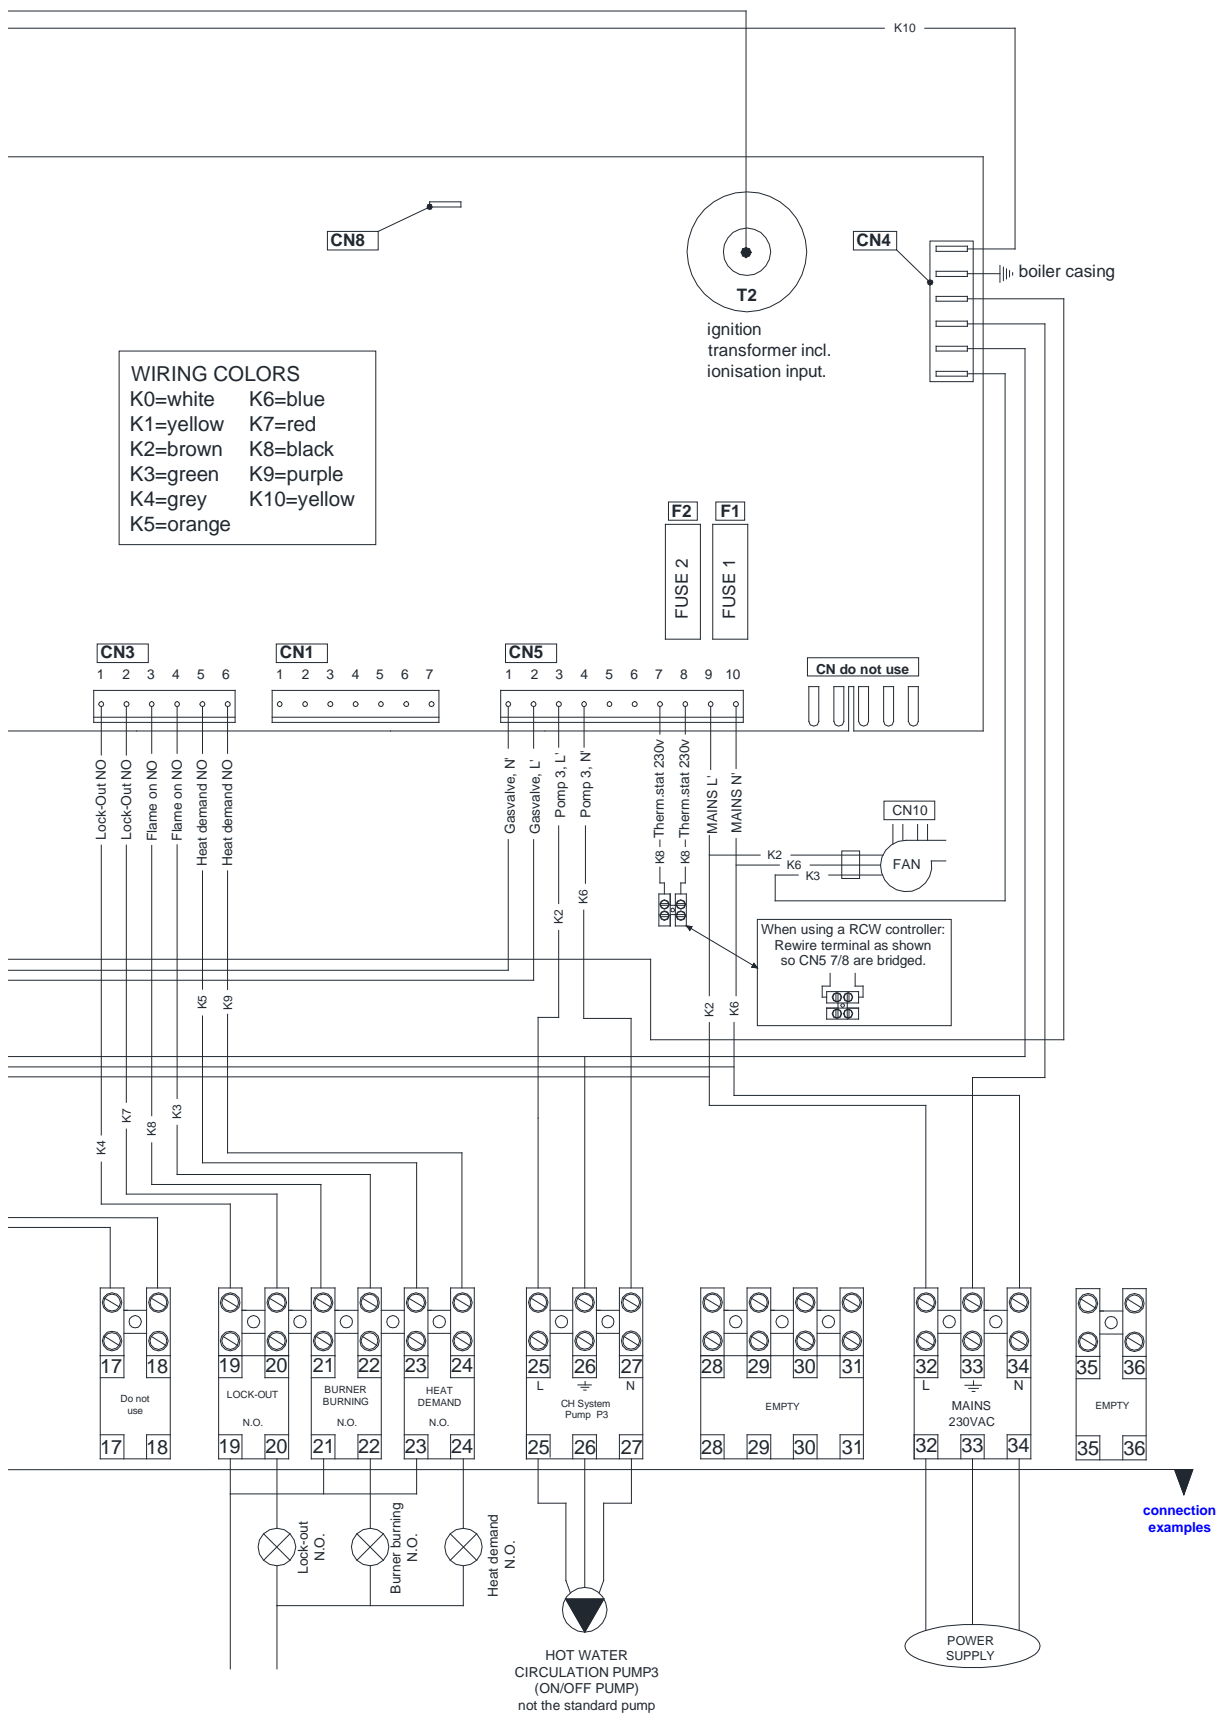 K10
CN8
CN4
boiler casing
T2
ignition
transformer incl.
ionisation input.
WIRING COLORS
K0=white K6=blue
K1=yellow K7=red
K2=brown K8=black
K3=green K9=purple
K4=grey K10=yellow
K5=orange
F2 F1
FUSE 2
FUSE 1
CN3
1 2 3 4 5 6
CN1
1 2 3 4 5 6 7
CN5
1 2 3 4 5 6 7 8 9 10
CN do not use
Lock-Out NO
Lock-Out NO
Flame on NO
Flame on NO
Heat demand NO
Heat demand NO
Gasvalve, N'
Gasvalve, L'
Pomp 3, L'
Pomp 3, N'
K8
Therm.stat 230v
K8
Therm.stat 230v
MAINS L'
MAINS N'
CN10
FAN
K2
K6
K3
K2
K6
When using a RCW controller:
Rewire terminal as shown
so CN5 7/8 are bridged.
K5
K9
K2
K6
K4
K7
K8
K3
17 18
Do not
use
17 18
19 20
LOCK-OUT
N.O.
19 20
21 22
BURNER
BURNING
N.O.
21 22
23 24
HEAT
DEMAND
N.O.
23 24
25 26 27
L N
CH System
Pump P3
25 26 27
28 29 30 31
EMPTY
28 29 30 31
32 33 34
L N
MAINS
230VAC
32 33 34
35 36
EMPTY
35 36
connection
examples
Lock-out
N.O.
Burner burning
N.O.
Heat demand
N.O.
HOT WATER
CIRCULATION PUMP3
(ON/OFF PUMP)
not the standard pump
POWER
SUPPLY